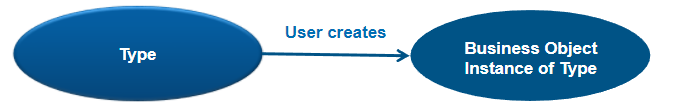 User creates
Type
Business Object
Instance of Type